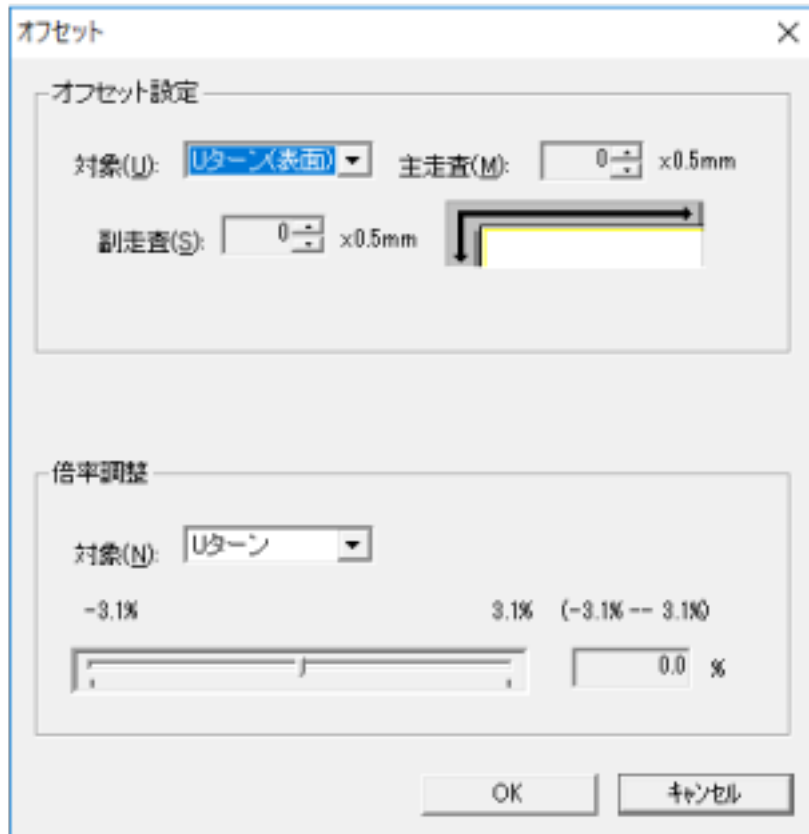 オフセット
オフセット設定
対象(U): Uターン(表面) 主走査(M): 0 x0.5mm
副走査(S): 0 x0.5mm
倍率調整
対象(N): Uターン
-3.1% 3.1% (-3.1% -- 3.1%)
0.0 %
OK キャンセル